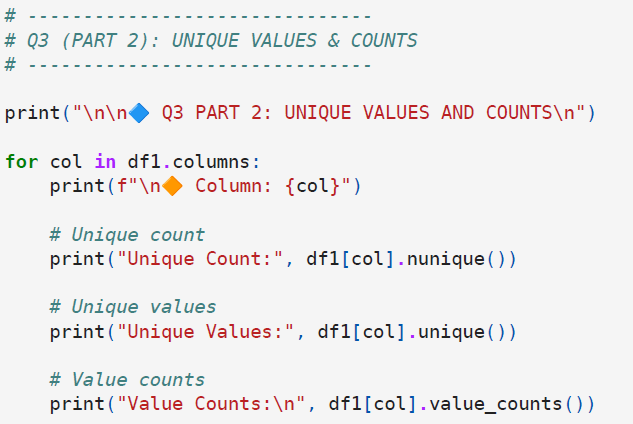 # -------------------------------
# Q3 (PART 2): UNIQUE VALUES & COUNTS
# -------------------------------
print("\n\n🔷 Q3 PART 2: UNIQUE VALUES AND COUNTS\n")
for col in df1.columns:
    print(f"\n🔶 Column: {col}")
    # Unique count
    print("Unique Count:", df1[col].nunique())
    # Unique values
    print("Unique Values:", df1[col].unique())
    # Value counts
    print("Value Counts:\n", df1[col].value_counts())